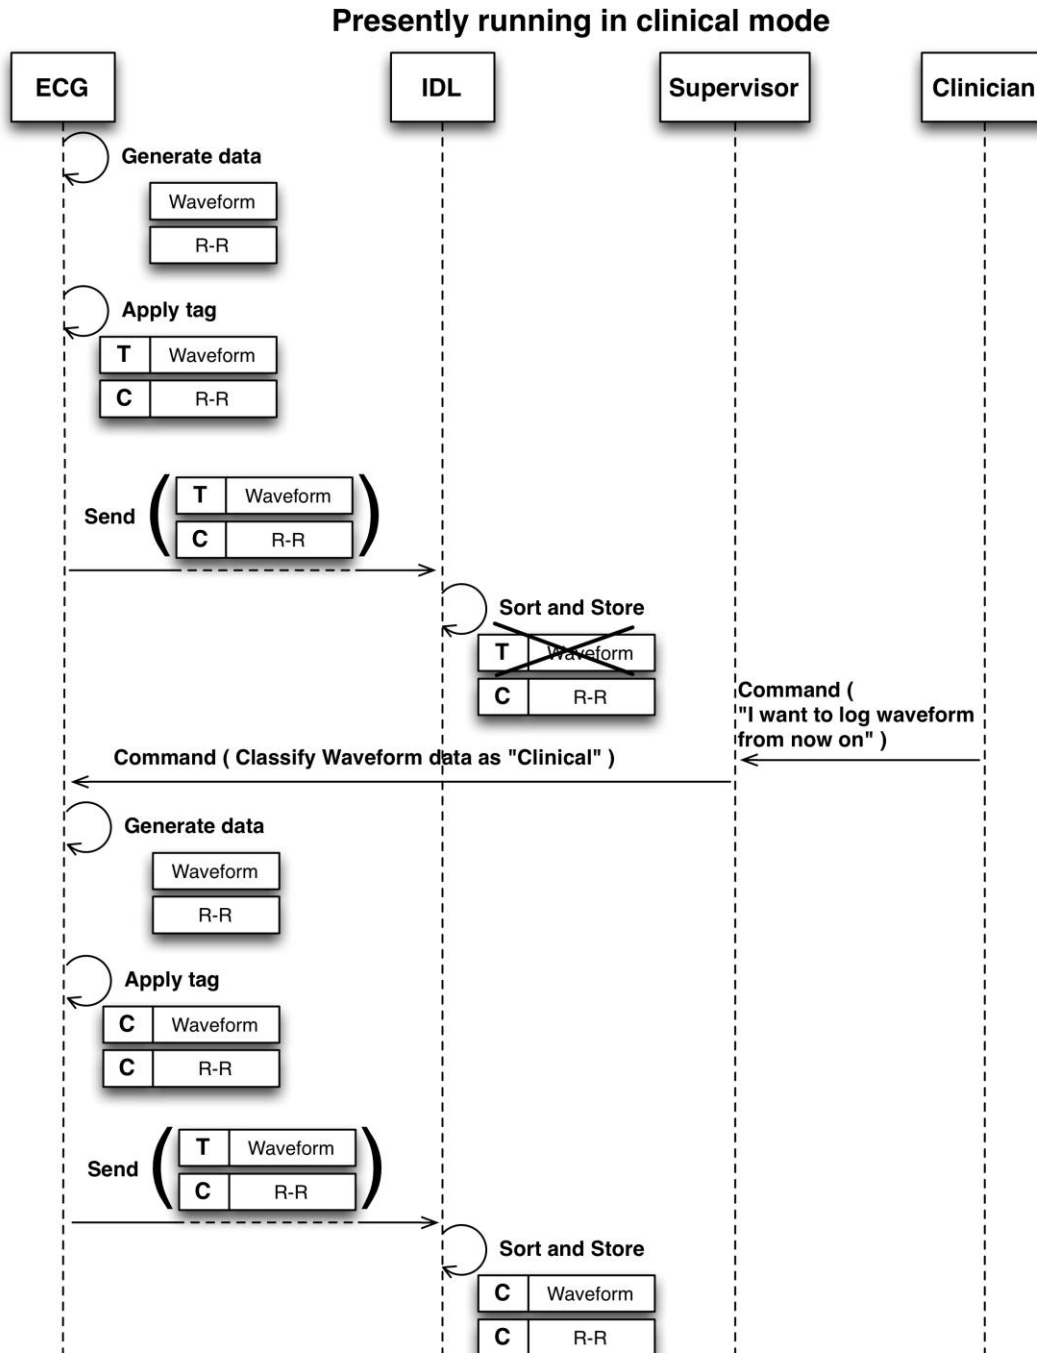 Presently running in clinical mode
ECG
IDL
Supervisor
Clinician
Generate data
Waveform
R-R
Apply tag
T Waveform
C R-R
Send ( T Waveform
C R-R )
Sort and Store
T Waveform
C R-R
Command (
"I want to log waveform
from now on" )
Command ( Classify Waveform data as "Clinical" )
Generate data
Waveform
R-R
Apply tag
C Waveform
C R-R
Send ( T Waveform
C R-R )
Sort and Store
C Waveform
C R-R